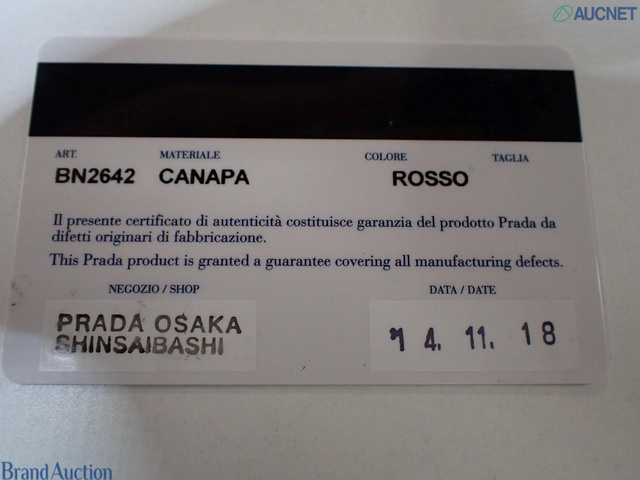 AUCNET
ART. MATERIALE COLORE TAGLIA
BN2642 CANAPA ROSSO
Il presente certificato di autenticità costituisce garanzia del prodotto Prada da
difetti originari di fabbricazione.
This Prada product is granted a guarantee covering all manufacturing defects.
NEGOZIO / SHOP DATA / DATE
PRADA OSAKA
SHINSAIBASHI
14. 11. 18
Brand Auction